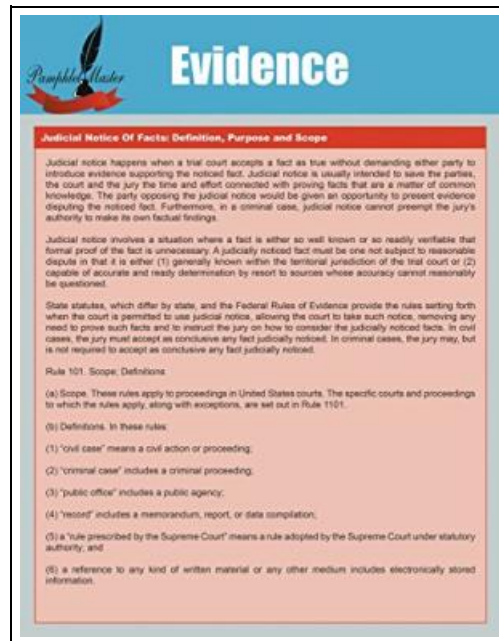 Pamphlet Master
Evidence
Judicial Notice Of Facts: Definition, Purpose and Scope
Judicial notice happens when a trial court accepts a fact as true without demanding either party to
introduce evidence supporting the noticed fact. Judicial notice is usually intended to save the parties,
the court and the jury the time and effort connected with proving facts that are a matter of common
knowledge. The party opposing the judicial notice would be given an opportunity to present evidence
disputing the noticed fact. Furthermore, in a criminal case, judicial notice cannot preempt the jury's
authority to make its own factual findings.
Judicial notice involves a situation where a fact is either so well known or so readily verifiable that
formal proof of the fact is unnecessary. A judicially noticed fact must be one not subject to reasonable
dispute in that it is either (1) generally known within the territorial jurisdiction of the trial court or (2)
capable of accurate and ready determination by resort to sources whose accuracy cannot reasonably
be questioned.
State statutes, which differ by state, and the Federal Rules of Evidence provide the rules setting forth
when the court is permitted to use judicial notice, allowing the court to take such notice, removing any
need to prove such facts and to instruct the jury on how to consider the judicially noticed facts. In civil
cases, the jury must accept as conclusive any fact judicially noticed. In criminal cases, the jury may, but
is not required to accept as conclusive any fact judicially noticed.
Rule 101. Scope; Definitions
(a) Scope. These rules apply to proceedings in United States courts. The specific courts and proceedings
to which the rules apply, along with exceptions, are set out in Rule 1101.
(b) Definitions. In these rules:
(1) "civil case" means a civil action or proceeding;
(2) "criminal case" includes a criminal proceeding;
(3) "public office" includes a public agency;
(4) "record" includes a memorandum, report, or data compilation;
(5) a "rule prescribed by the Supreme Court" means a rule adopted by the Supreme Court under statutory
authority; and
(6) a reference to any kind of written material or any other medium includes electronically stored
information.